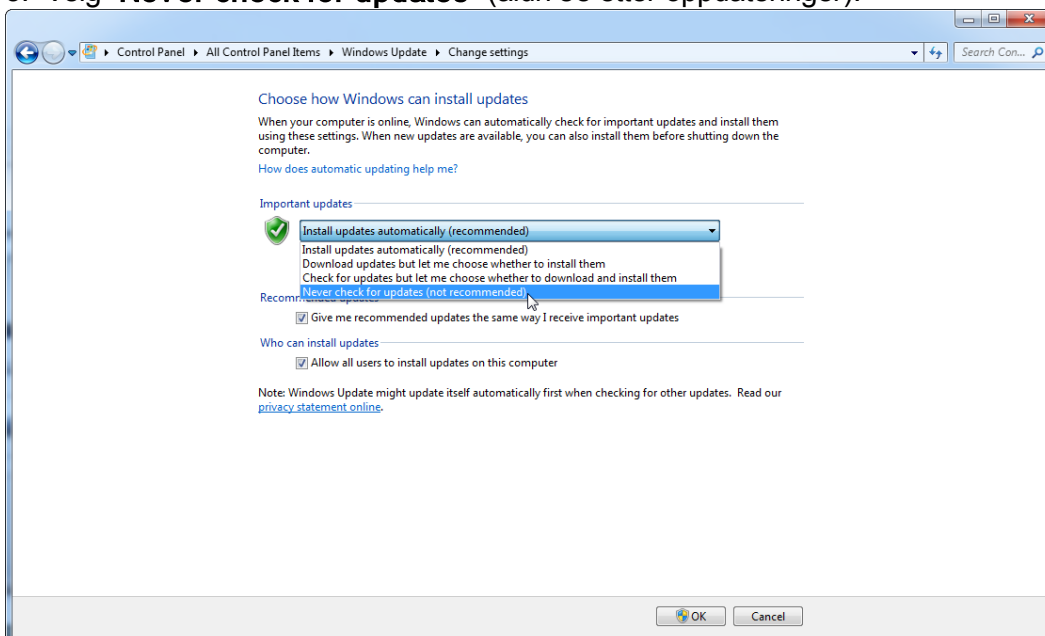 Control Panel ▸ All Control Panel Items ▸ Windows Update ▸ Change settings
Search Con...
Choose how Windows can install updates
When your computer is online, Windows can automatically check for important updates and install them
using these settings. When new updates are available, you can also install them before shutting down the
computer.
How does automatic updating help me?
Important updates
Install updates automatically (recommended)
Install updates automatically (recommended)
Download updates but let me choose whether to install them
Check for updates but let me choose whether to download and install them
Never check for updates (not recommended)
Recommended updates
Give me recommended updates the same way I receive important updates
Who can install updates
Allow all users to install updates on this computer
Note: Windows Update might update itself automatically first when checking for other updates. Read our
privacy statement online.
OK
Cancel